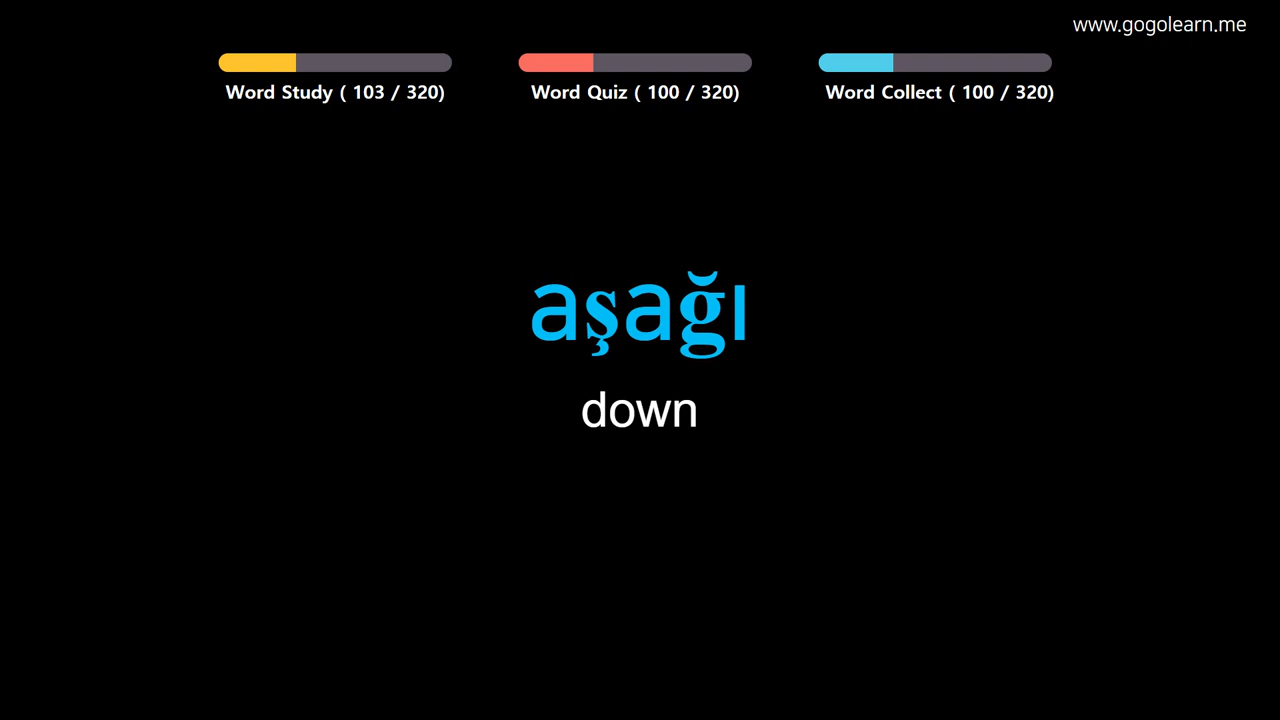 www.gogolearn.me
Word Study ( 103 / 320)
Word Quiz ( 100 / 320)
Word Collect ( 100 / 320)
aşağı
down